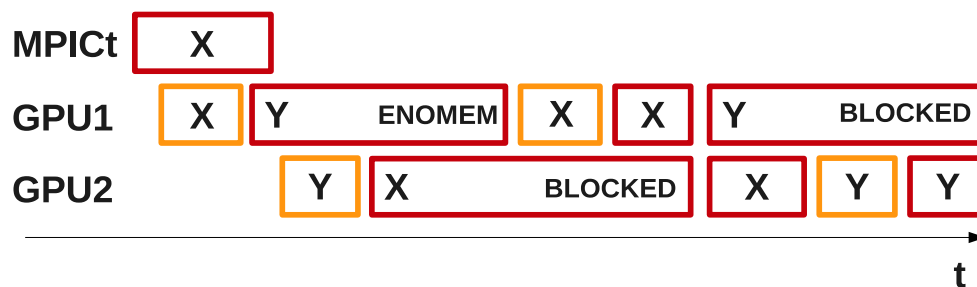 MPICt X
GPU1 X Y ENOMEM X X Y BLOCKED
GPU2 Y X BLOCKED X Y Y
t